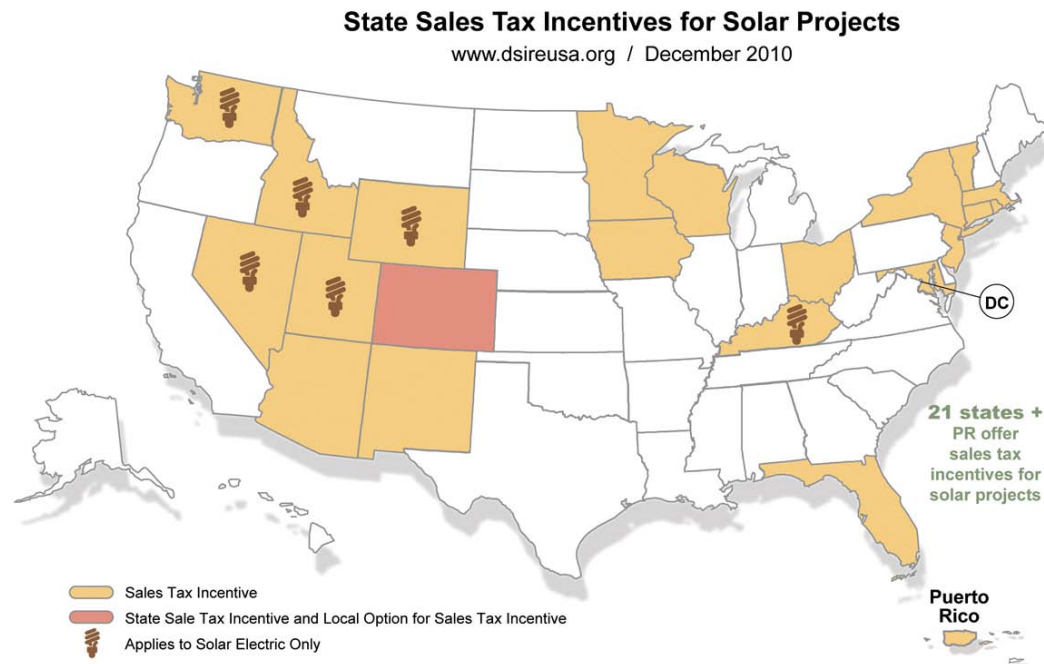 State Sales Tax Incentives for Solar Projects
www.dsireusa.org / December 2010
DC
21 states +
PR offer
sales tax
incentives for
solar projects
Puerto
Rico
Sales Tax Incentive
State Sale Tax Incentive and Local Option for Sales Tax Incentive
Applies to Solar Electric Only